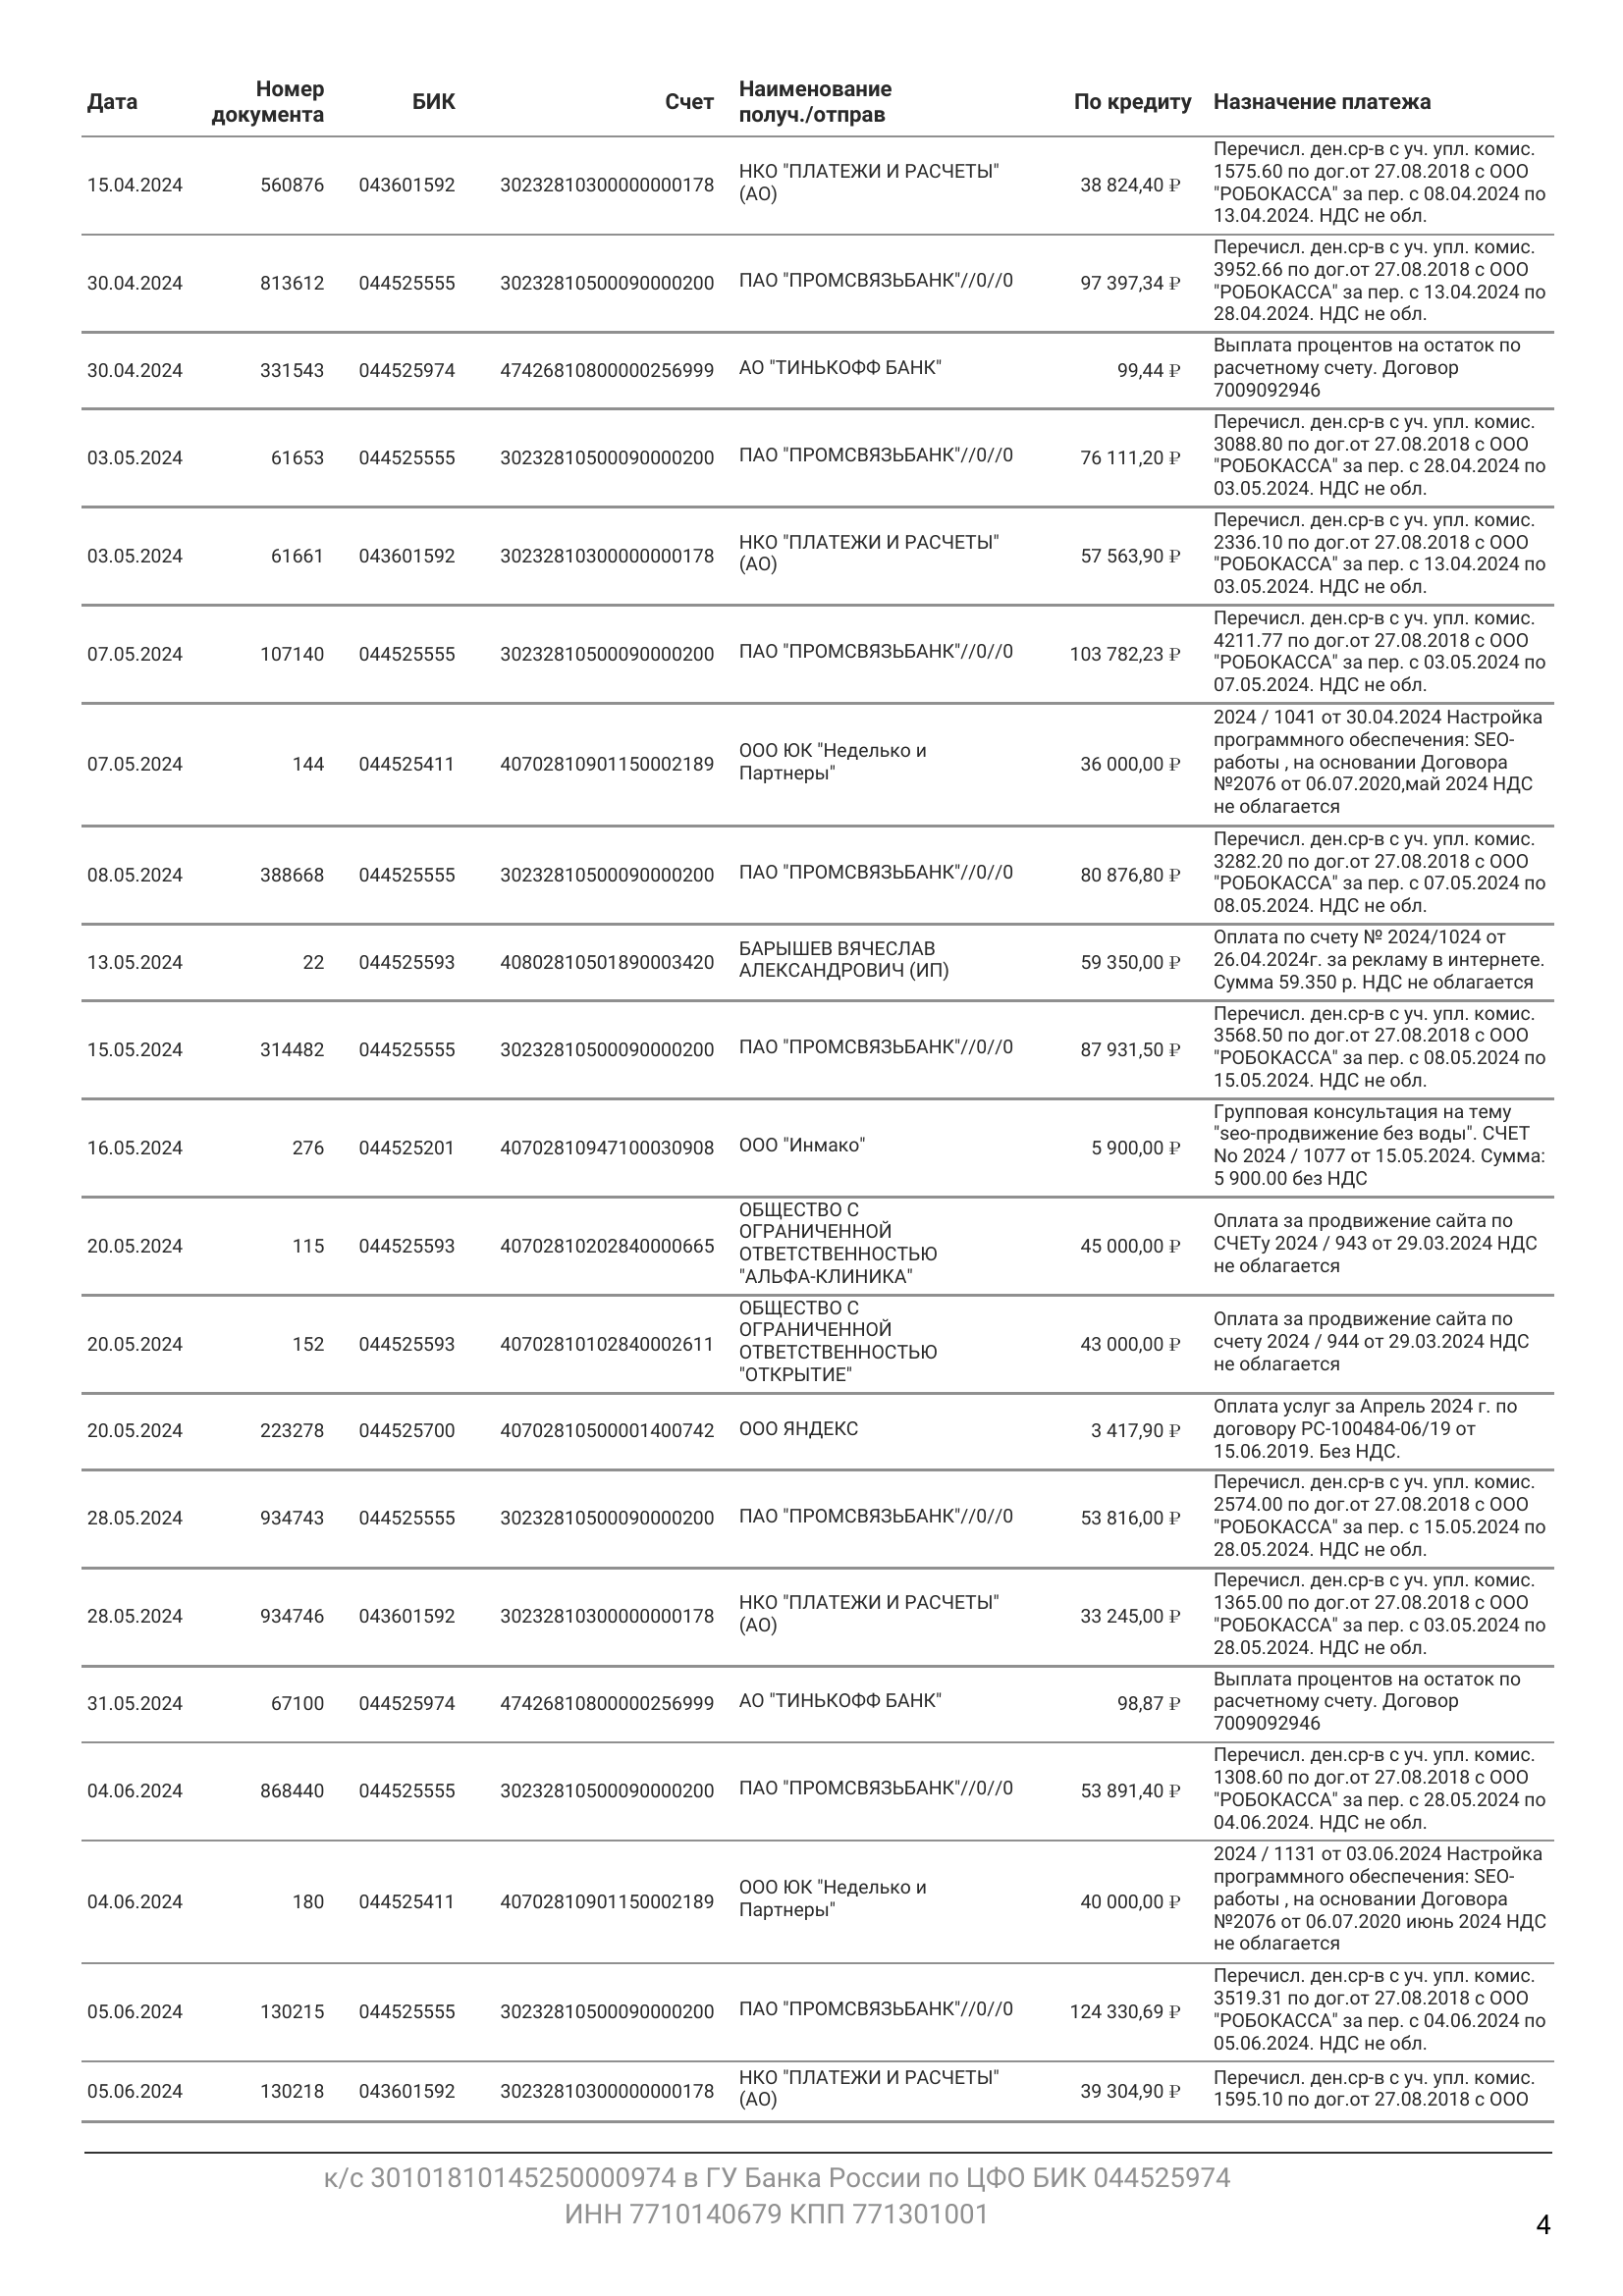 Дата
Номер
документа
БИК
Счет
Наименование
получ./отправ
По кредиту
Назначение платежа
15.04.2024
560876
043601592
30232810300000000178
НКО "ПЛАТЕЖИ И РАСЧЕТЫ"
(АО)
38 824,40 ₽
Перечисл. ден.ср-в с уч. упл. комис.
1575.60 по дог.от 27.08.2018 с ООО
"РОБОКАССА" за пер. с 08.04.2024 по
13.04.2024. НДС не обл.
30.04.2024
813612
044525555
30232810500090000200
ПАО "ПРОМСВЯЗЬБАНК"//0//0
97 397,34 ₽
Перечисл. ден.ср-в с уч. упл. комис.
3952.66 по дог.от 27.08.2018 с ООО
"РОБОКАССА" за пер. с 13.04.2024 по
28.04.2024. НДС не обл.
30.04.2024
331543
044525974
47426810800000256999
АО "ТИНЬКОФФ БАНК"
99,44 ₽
Выплата процентов на остаток по
расчетному счету. Договор
7009092946
03.05.2024
61653
044525555
30232810500090000200
ПАО "ПРОМСВЯЗЬБАНК"//0//0
76 111,20 ₽
Перечисл. ден.ср-в с уч. упл. комис.
3088.80 по дог.от 27.08.2018 с ООО
"РОБОКАССА" за пер. с 28.04.2024 по
03.05.2024. НДС не обл.
03.05.2024
61661
043601592
30232810300000000178
НКО "ПЛАТЕЖИ И РАСЧЕТЫ"
(АО)
57 563,90 ₽
Перечисл. ден.ср-в с уч. упл. комис.
2336.10 по дог.от 27.08.2018 с ООО
"РОБОКАССА" за пер. с 13.04.2024 по
03.05.2024. НДС не обл.
07.05.2024
107140
044525555
30232810500090000200
ПАО "ПРОМСВЯЗЬБАНК"//0//0
103 782,23 ₽
Перечисл. ден.ср-в с уч. упл. комис.
4211.77 по дог.от 27.08.2018 с ООО
"РОБОКАССА" за пер. с 03.05.2024 по
07.05.2024. НДС не обл.
07.05.2024
144
044525411
40702810901150002189
ООО ЮК "Неделько и
Партнеры"
36 000,00 ₽
2024 / 1041 от 30.04.2024 Настройка
программного обеспечения: SEO-
работы , на основании Договора
№2076 от 06.07.2020,май 2024 НДС
не облагается
08.05.2024
388668
044525555
30232810500090000200
ПАО "ПРОМСВЯЗЬБАНК"//0//0
80 876,80 ₽
Перечисл. ден.ср-в с уч. упл. комис.
3282.20 по дог.от 27.08.2018 с ООО
"РОБОКАССА" за пер. с 07.05.2024 по
08.05.2024. НДС не обл.
13.05.2024
22
044525593
40802810501890003420
БАРЫШЕВ ВЯЧЕСЛАВ
АЛЕКСАНДРОВИЧ (ИП)
59 350,00 ₽
Оплата по счету № 2024/1024 от
26.04.2024г. за рекламу в интернете.
Сумма 59.350 р. НДС не облагается
15.05.2024
314482
044525555
30232810500090000200
ПАО "ПРОМСВЯЗЬБАНК"//0//0
87 931,50 ₽
Перечисл. ден.ср-в с уч. упл. комис.
3568.50 по дог.от 27.08.2018 с ООО
"РОБОКАССА" за пер. с 08.05.2024 по
15.05.2024. НДС не обл.
16.05.2024
276
044525201
40702810947100030908
ООО "Инмако"
5 900,00 ₽
Групповая консультация на тему
"seo-продвижение без воды". СЧЕТ
No 2024 / 1077 от 15.05.2024. Сумма:
5 900.00 без НДС
20.05.2024
115
044525593
40702810202840000665
ОБЩЕСТВО С
ОГРАНИЧЕННОЙ
ОТВЕТСТВЕННОСТЬЮ
"АЛЬФА-КЛИНИКА"
45 000,00 ₽
Оплата за продвижение сайта по
СЧЕТу 2024 / 943 от 29.03.2024 НДС
не облагается
20.05.2024
152
044525593
40702810102840002611
ОБЩЕСТВО С
ОГРАНИЧЕННОЙ
ОТВЕТСТВЕННОСТЬЮ
"ОТКРЫТИЕ"
43 000,00 ₽
Оплата за продвижение сайта по
счету 2024 / 944 от 29.03.2024 НДС
не облагается
20.05.2024
223278
044525700
40702810500001400742
ООО ЯНДЕКС
3 417,90 ₽
Оплата услуг за Апрель 2024 г. по
договору РС-100484-06/19 от
15.06.2019. Без НДС.
28.05.2024
934743
044525555
30232810500090000200
ПАО "ПРОМСВЯЗЬБАНК"//0//0
53 816,00 ₽
Перечисл. ден.ср-в с уч. упл. комис.
2574.00 по дог.от 27.08.2018 с ООО
"РОБОКАССА" за пер. с 15.05.2024 по
28.05.2024. НДС не обл.
28.05.2024
934746
043601592
30232810300000000178
НКО "ПЛАТЕЖИ И РАСЧЕТЫ"
(АО)
33 245,00 ₽
Перечисл. ден.ср-в с уч. упл. комис.
1365.00 по дог.от 27.08.2018 с ООО
"РОБОКАССА" за пер. с 03.05.2024 по
28.05.2024. НДС не обл.
31.05.2024
67100
044525974
47426810800000256999
АО "ТИНЬКОФФ БАНК"
98,87 ₽
Выплата процентов на остаток по
расчетному счету. Договор
7009092946
04.06.2024
868440
044525555
30232810500090000200
ПАО "ПРОМСВЯЗЬБАНК"//0//0
53 891,40 ₽
Перечисл. ден.ср-в с уч. упл. комис.
1308.60 по дог.от 27.08.2018 с ООО
"РОБОКАССА" за пер. с 28.05.2024 по
04.06.2024. НДС не обл.
04.06.2024
180
044525411
40702810901150002189
ООО ЮК "Неделько и
Партнеры"
40 000,00 ₽
2024 / 1131 от 03.06.2024 Настройка
программного обеспечения: SEO-
работы , на основании Договора
№2076 от 06.07.2020 июнь 2024 НДС
не облагается
05.06.2024
130215
044525555
30232810500090000200
ПАО "ПРОМСВЯЗЬБАНК"//0//0
124 330,69 ₽
Перечисл. ден.ср-в с уч. упл. комис.
3519.31 по дог.от 27.08.2018 с ООО
"РОБОКАССА" за пер. с 04.06.2024 по
05.06.2024. НДС не обл.
05.06.2024
130218
043601592
30232810300000000178
НКО "ПЛАТЕЖИ И РАСЧЕТЫ"
(АО)
39 304,90 ₽
Перечисл. ден.ср-в с уч. упл. комис.
1595.10 по дог.от 27.08.2018 с ООО
к/с 30101810145250000974 в ГУ Банка России по ЦФО БИК 044525974
ИНН 7710140679 КПП 771301001
4